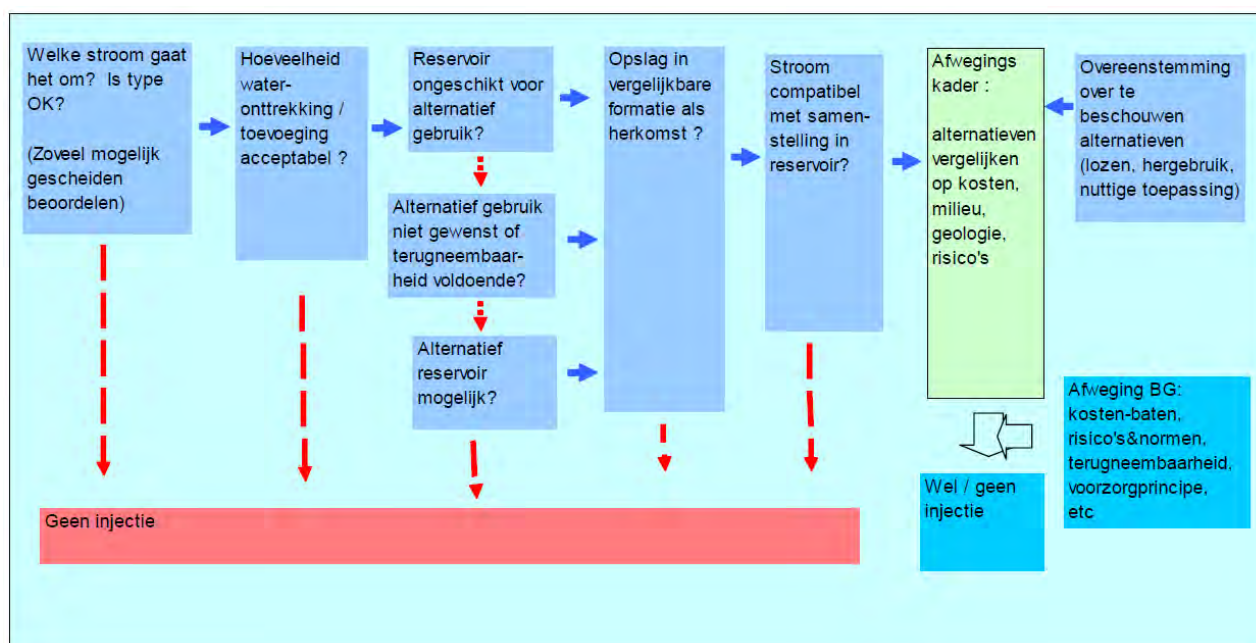 Welke stroom gaat
het om? Is type
OK?
(Zoveel mogelijk
gescheiden
beoordelen)
Hoeveelheid
water-
onttrekking /
toevoeging
acceptabel ?
Reservoir
ongeschikt voor
alternatief
gebruik?
Alternatief gebruik
niet gewenst of
terugneembaar-
heid voldoende?
Alternatief
reservoir
mogelijk?
Opslag in
vergelijkbare
formatie als
herkomst ?
Stroom
compatibel
met samen-
stelling in
reservoir?
Afwegings
kader :
alternatieven
vergelijken
op kosten,
milieu,
geologie,
risico's
Overeenstemming
over te
beschouwen
alternatieven
(lozen, hergebruik,
nuttige toepassing)
Afweging BG:
kosten-baten,
risico's&normen,
terugneembaarheid,
voorzorgprincipe,
etc
Wel / geen
injectie
Geen injectie